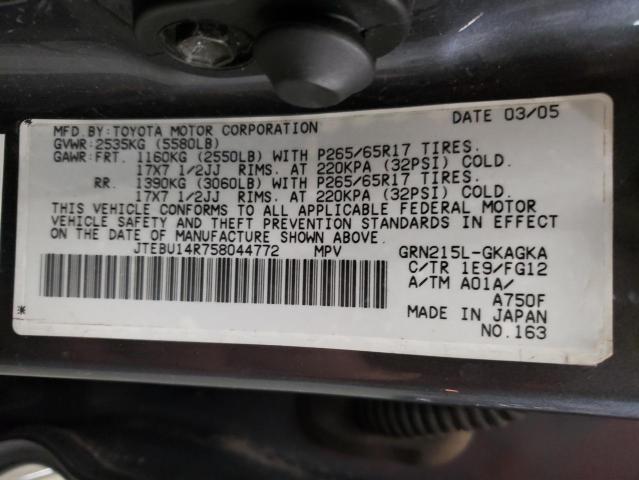 DATE 03/05
MFD. BY: TOYOTA MOTOR CORPORATION
GVWR: 2535KG (5580LB)
GAWR: FRT. 1160KG (2550LB) WITH P265/65R17 TIRES.
17X7 1/2JJ RIMS. AT 220KPA (32PSI) COLD.
RR. 1390KG (3060LB) WITH P265/65R17 TIRES.
17X7 1/2JJ RIMS. AT 220KPA (32PSI) COLD.
THIS VEHICLE CONFORMS TO ALL APPLICABLE FEDERAL MOTOR
VEHICLE SAFETY AND THEFT PREVENTION STANDARDS IN EFFECT
ON THE DATE OF MANUFACTURE SHOWN ABOVE.
JTEBU14R758044772 MPV GRN215L-GKAGKA
C/TR 1E9/FG12
A/TM A01A/
A750F
MADE IN JAPAN
* NO.163